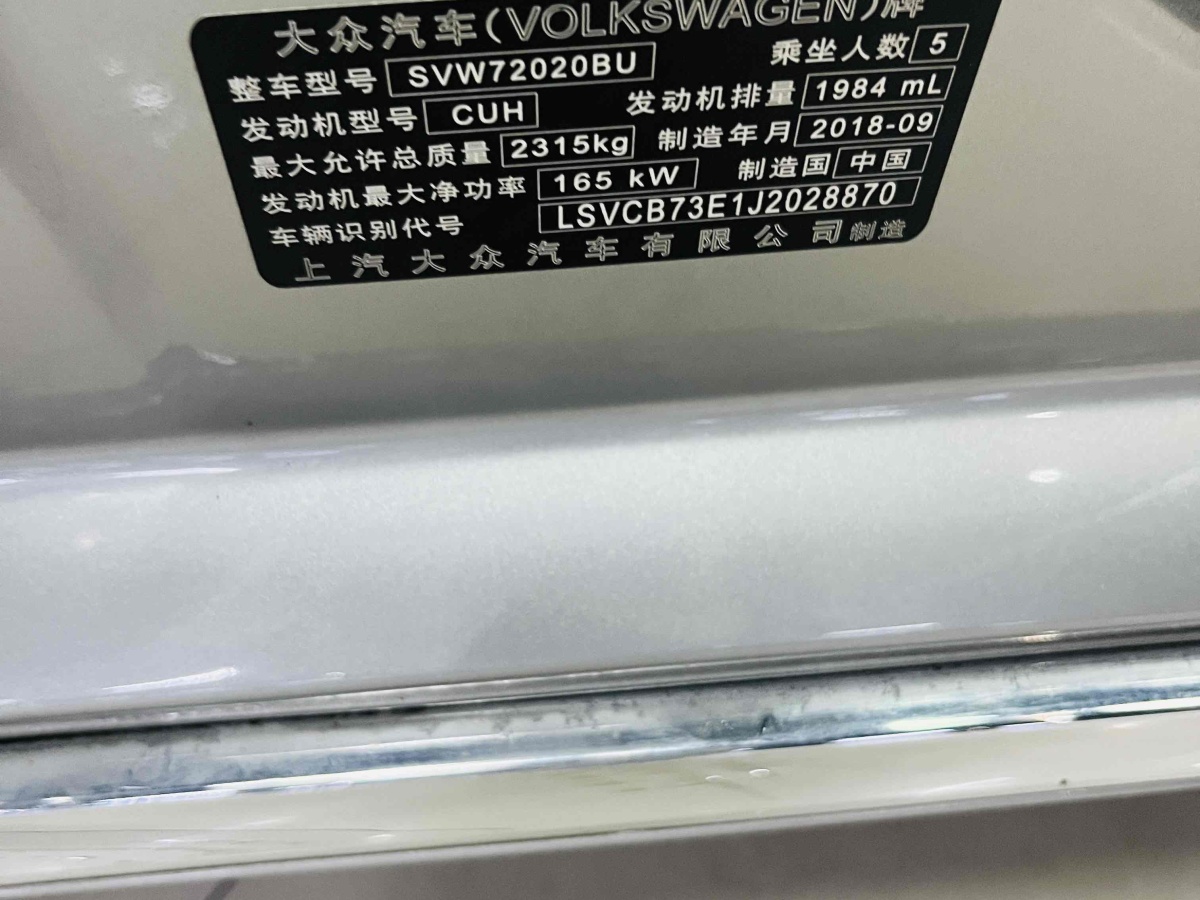 大众汽车(VOLKSWAGEN)牌
整车型号 SVW72020BU 乘坐人数 5
发动机型号 CUH 发动机排量 1984 mL
最大允许总质量 2315kg 制造年月 2018-09
发动机最大净功率 165 kW 制造国 中国
车辆识别代号 LSVCB73E1J2028870
上汽大众汽车有限公司制造